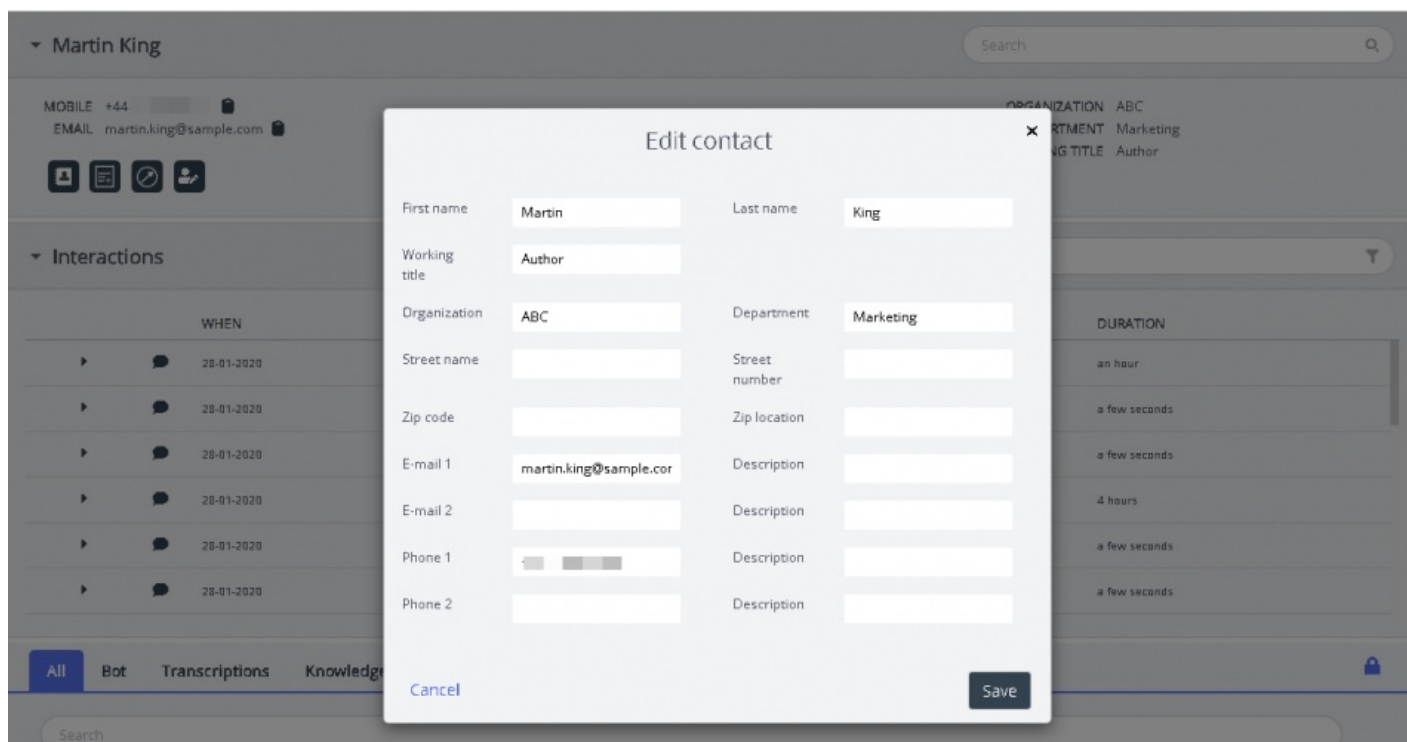 Martin King
Search
MOBILE +44
EMAIL martin.king@sample.com
ORGANIZATION ABC
RTMENT Marketing
NG TITLE Author
Edit contact
First name Martin Last name King
Working title Author
Organization ABC Department Marketing
Street name Street number
Zip code Zip location
E-mail 1 martin.king@sample.cor Description
E-mail 2 Description
Phone 1 Description
Phone 2 Description
Cancel Save
Interactions
WHEN DURATION
28-01-2020 an hour
28-01-2020 a few seconds
28-01-2020 a few seconds
28-01-2020 4 hours
28-01-2020 a few seconds
28-01-2020 a few seconds
All Bot Transcriptions Knowledge
Search